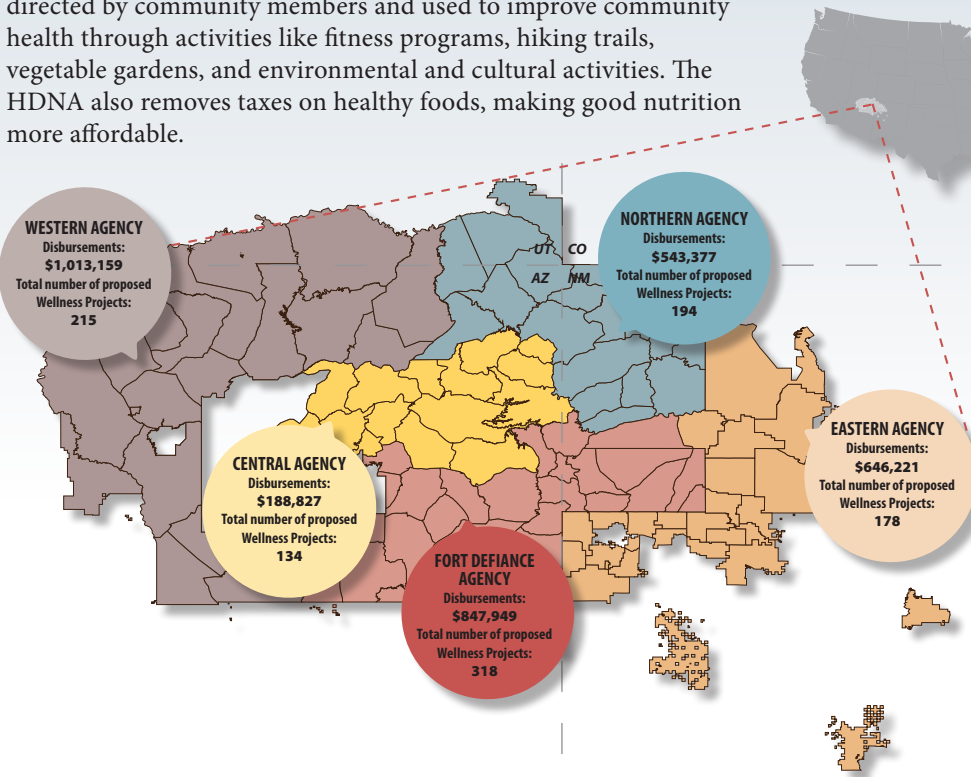 directed by community members and used to improve community
health through activities like fitness programs, hiking trails,
vegetable gardens, and environmental and cultural activities. The
HDNA also removes taxes on healthy foods, making good nutrition
more affordable.
WESTERN AGENCY
Disbursements:
$1,013,159
Total number of proposed
Wellness Projects:
215
NORTHERN AGENCY
Disbursements:
$543,377
Total number of proposed
Wellness Projects:
194
UT CO
AZ NM
EASTERN AGENCY
Disbursements:
$646,221
Total number of proposed
Wellness Projects:
178
CENTRAL AGENCY
Disbursements:
$188,827
Total number of proposed
Wellness Projects:
134
FORT DEFIANCE
AGENCY
Disbursements:
$847,949
Total number of proposed
Wellness Projects:
318